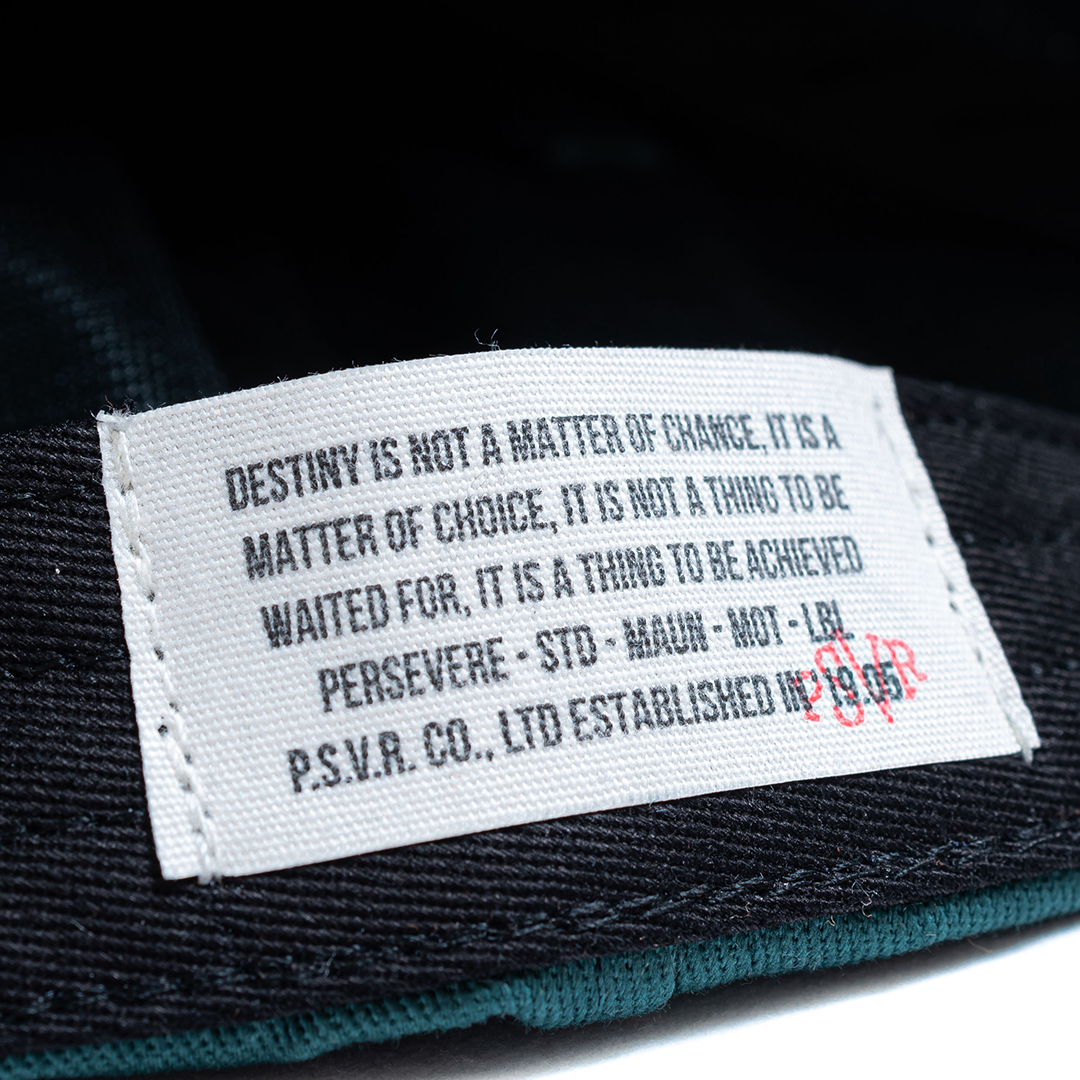 DESTINY IS NOT A MATTER OF CHANCE, IT IS A
MATTER OF CHOICE, IT IS NOT A THING TO BE
WAITED FOR, IT IS A THING TO BE ACHIEVED
PERSEVERE - STD - MAUN - MOT - LBL
P.S.V.R. CO., LTD ESTABLISHED IN' 19.05'
PSVR